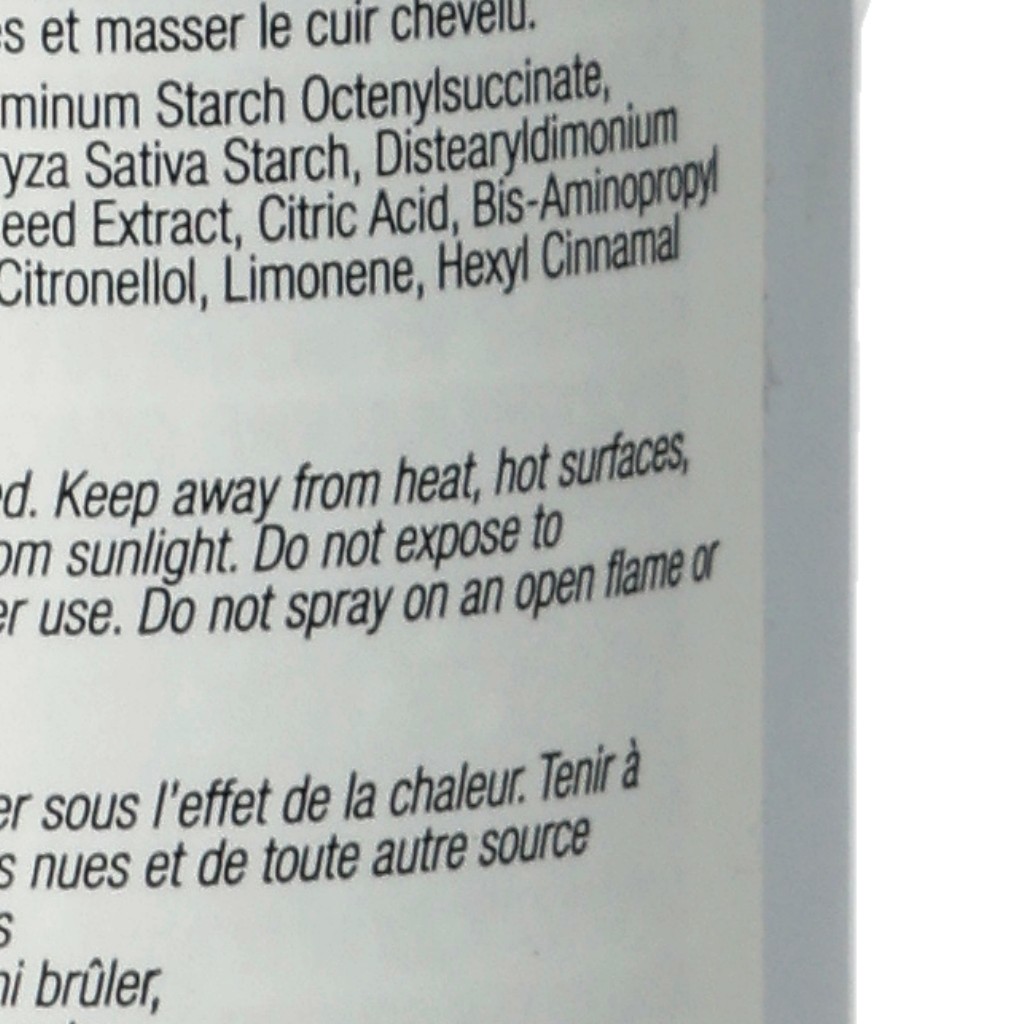 s et masser le cuir chevelu.
minum Starch Octenylsuccinate,
yza Sativa Starch, Distearyldimonium
eed Extract, Citric Acid, Bis-Aminopropyl
Citronellol, Limonene, Hexyl Cinnamal
d. Keep away from heat, hot surfaces,
om sunlight. Do not expose to
er use. Do not spray on an open flame or
er sous l'effet de la chaleur. Tenir à
s nues et de toute autre source
s
ni brûler,